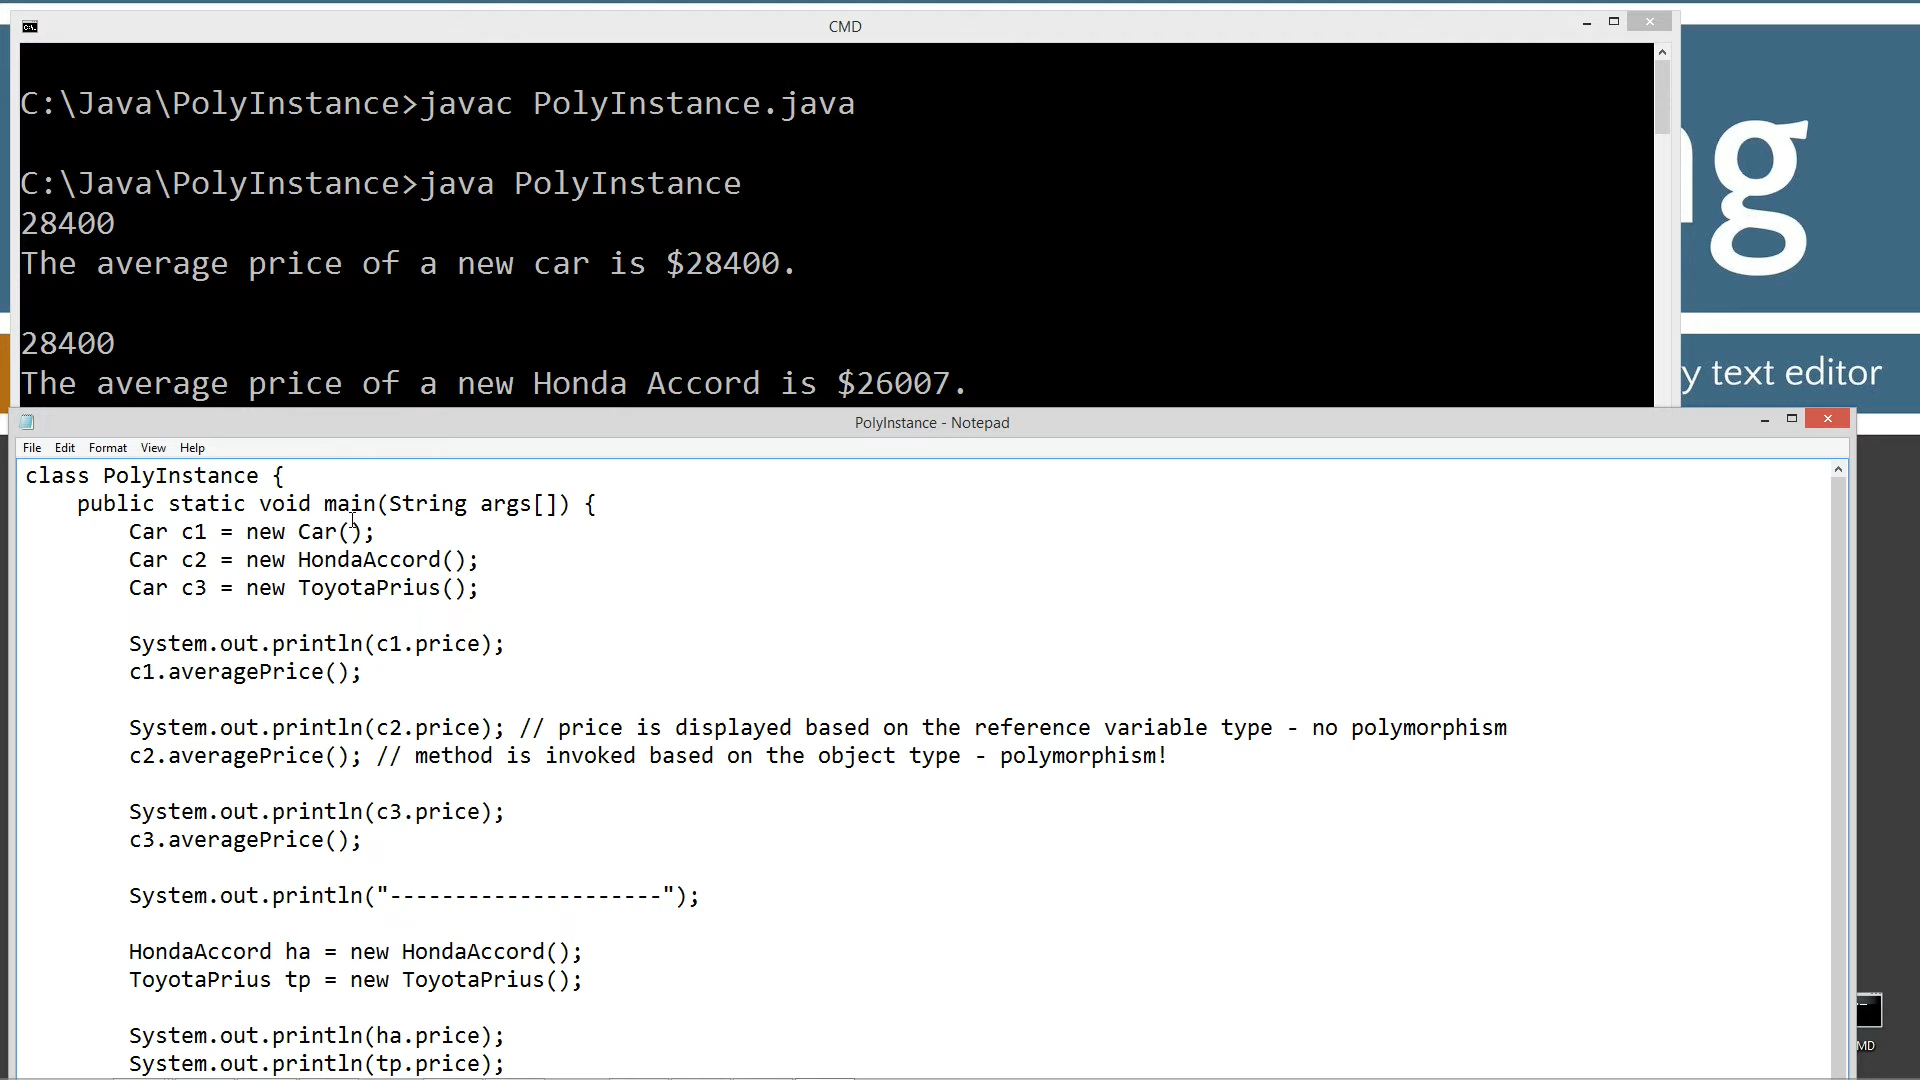 CMD
C:\Java\PolyInstance>javac PolyInstance.java
C:\Java\PolyInstance>java PolyInstance
28400
The average price of a new car is $28400.
28400
The average price of a new Honda Accord is $26007.
g
y text editor
PolyInstance - Notepad
File Edit Format View Help
class PolyInstance {
public static void main(String args[]) {
Car c1 = new Car();
Car c2 = new HondaAccord();
Car c3 = new ToyotaPrius();
System.out.println(c1.price);
c1.averagePrice();
System.out.println(c2.price); // price is displayed based on the reference variable type - no polymorphism
c2.averagePrice(); // method is invoked based on the object type - polymorphism!
System.out.println(c3.price);
c3.averagePrice();
System.out.println("---------------------");
HondaAccord ha = new HondaAccord();
ToyotaPrius tp = new ToyotaPrius();
System.out.println(ha.price);
System.out.println(tp.price);
MD